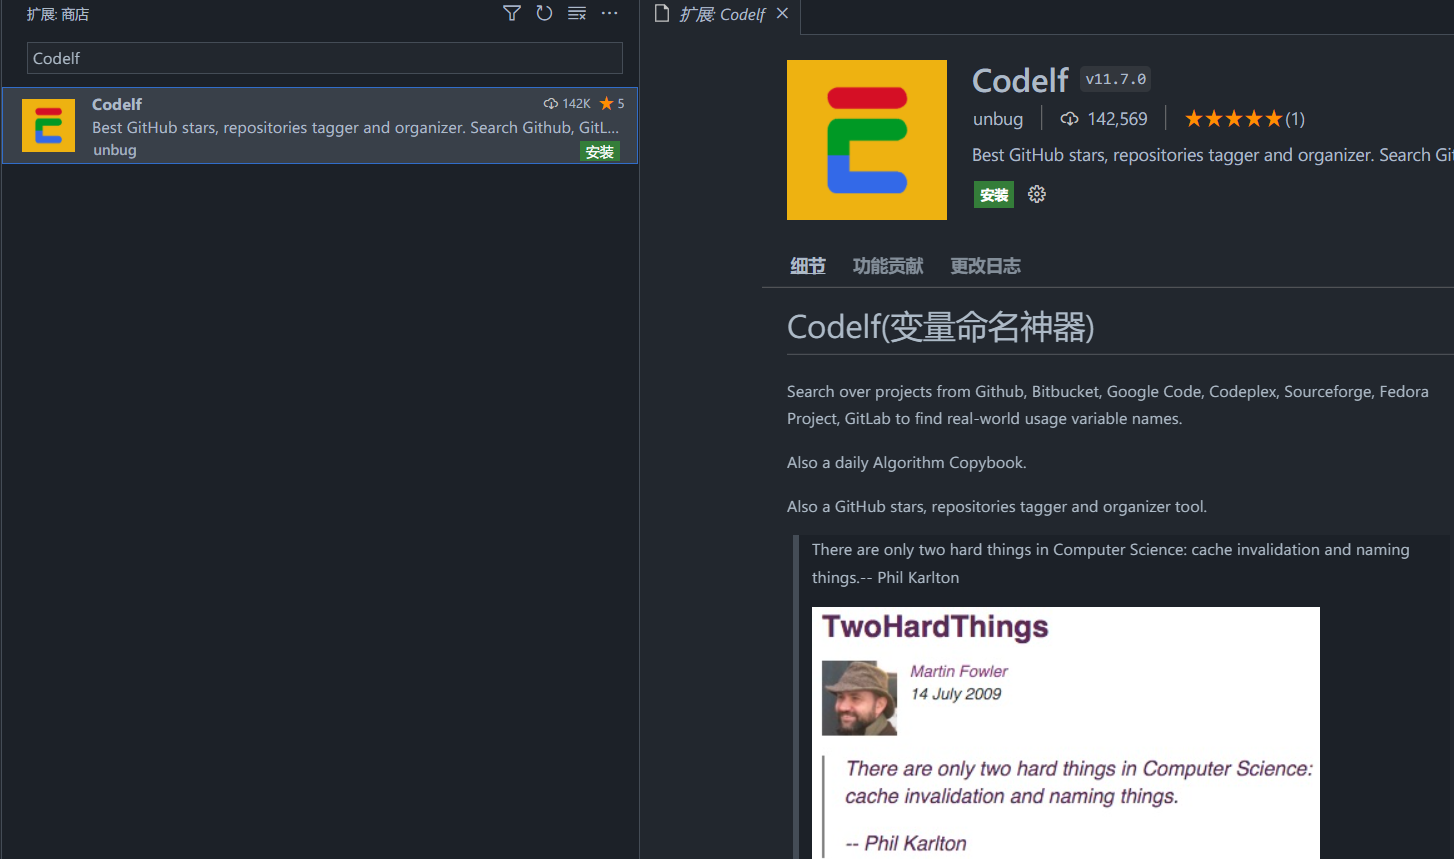 扩展: 商店
Codelf
Codelf 142K 5
Best GitHub stars, repositories tagger and organizer. Search Github, GitL...
unbug 安装
扩展: Codelf
Codelf v11.7.0
unbug 142,569 (1)
Best GitHub stars, repositories tagger and organizer. Search Git
安装
细节 功能贡献 更改日志
Codelf(变量命名神器)
Search over projects from Github, Bitbucket, Google Code, Codeplex, Sourceforge, Fedora
Project, GitLab to find real-world usage variable names.
Also a daily Algorithm Copybook.
Also a GitHub stars, repositories tagger and organizer tool.
There are only two hard things in Computer Science: cache invalidation and naming
things.-- Phil Karlton
TwoHardThings
Martin Fowler
14 July 2009
There are only two hard things in Computer Science:
cache invalidation and naming things.
-- Phil Karlton